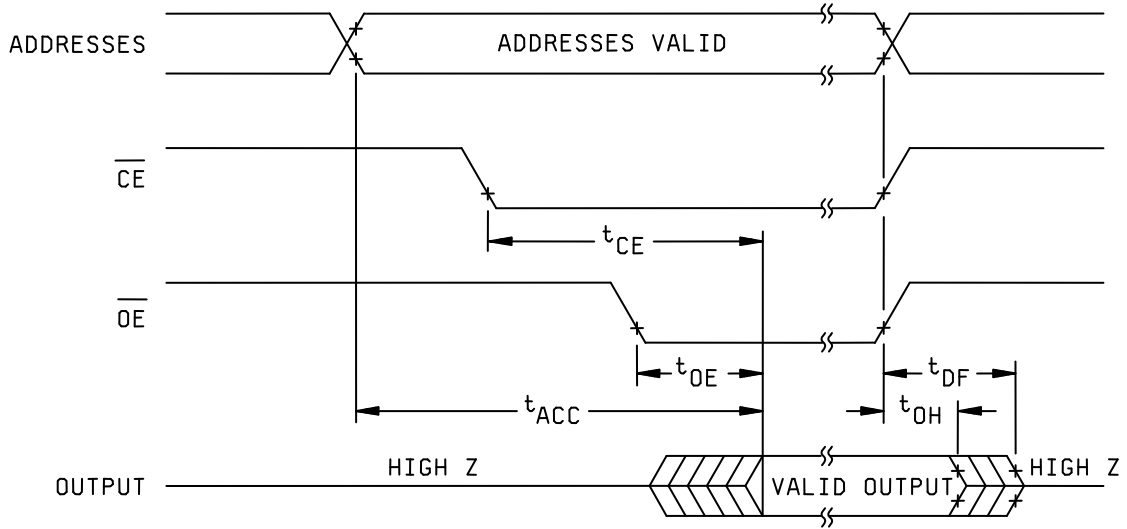 ADDRESSES
ADDRESSES VALID
CE
tCE
OE
tOE
tDF
tACC
tOH
HIGH Z
HIGH Z
OUTPUT
VALID OUTPUT